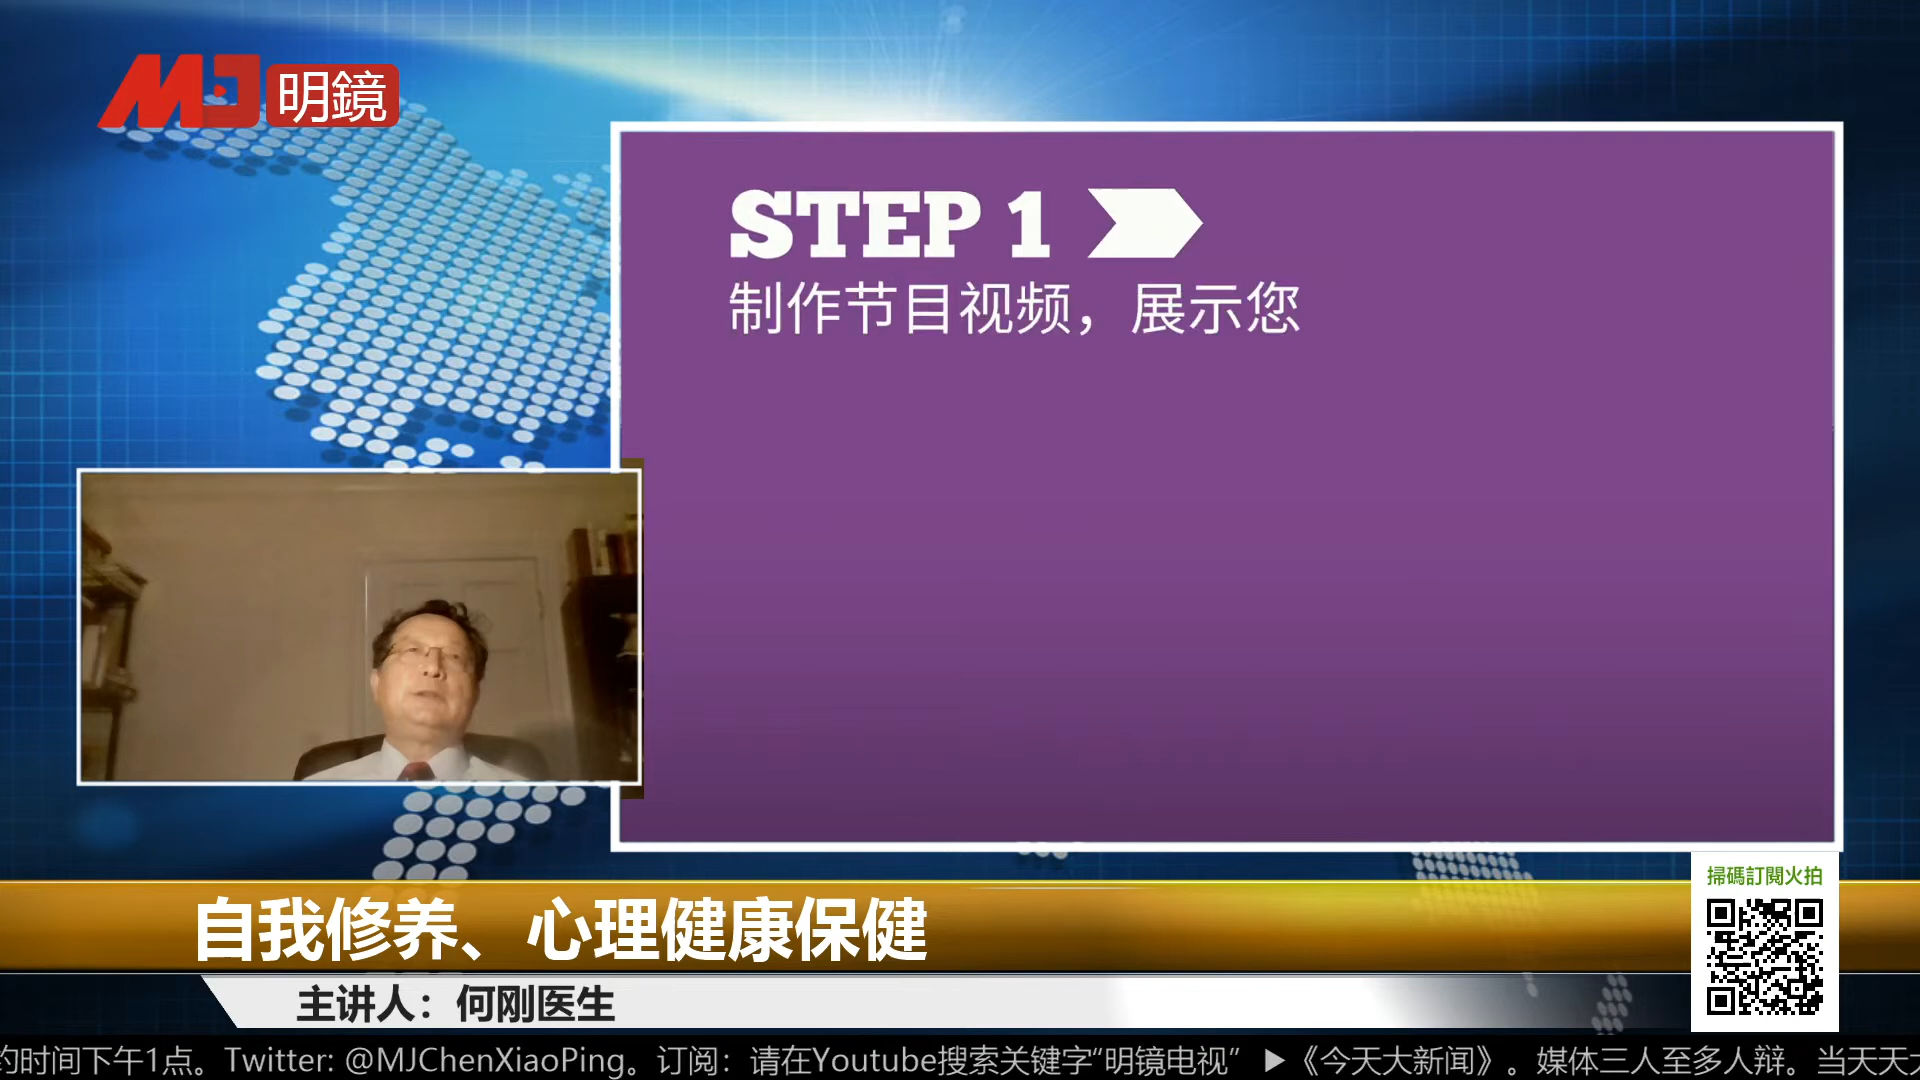 MJ 明鏡
STEP 1
制作节目视频，展示您
掃碼訂閱火拍
自我修养、心理健康保健
主讲人：何刚医生
约时间下午1点。Twitter: @MJChenXiaoPing。订阅：请在Youtube搜索关键字“明镜电视” ▶《今天大新闻》。媒体三人至多人辩。当天天